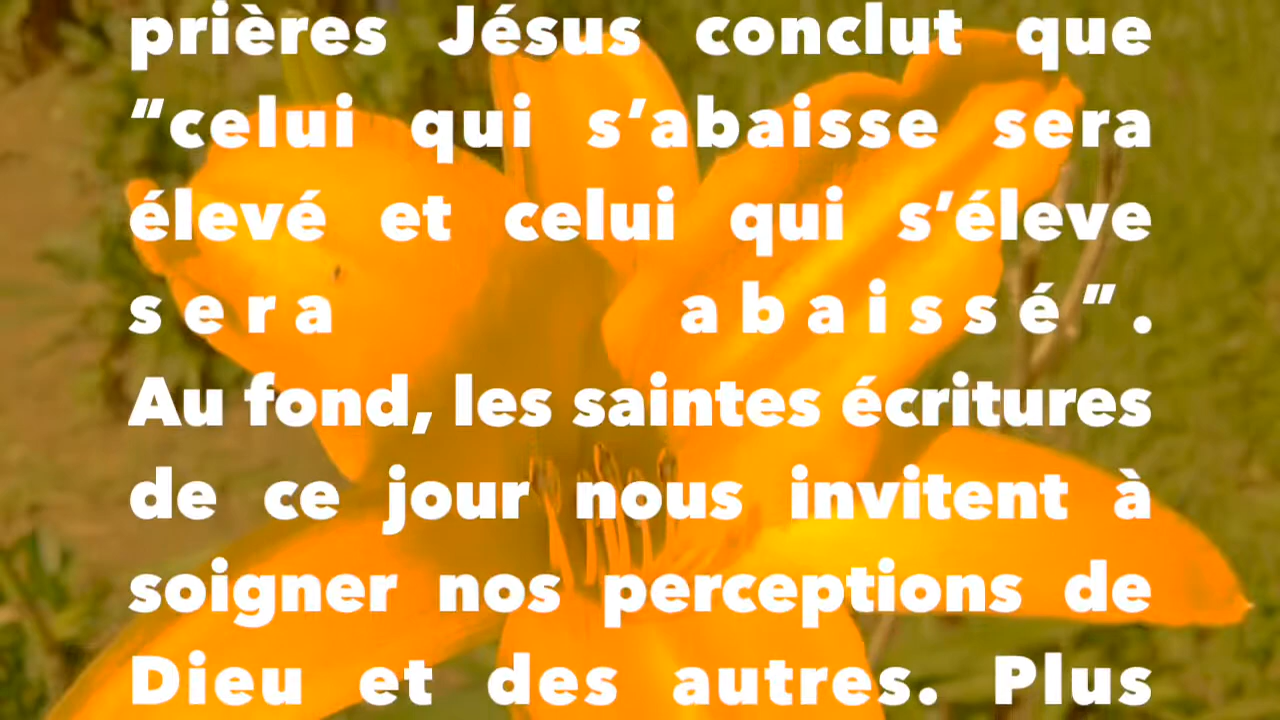 prières Jésus conclut que
“celui qui s’abaisse sera
élevé et celui qui s’éleve
sera abaissé”.
Au fond, les saintes écritures
de ce jour nous invitent à
soigner nos perceptions de
Dieu et des autres. Plus